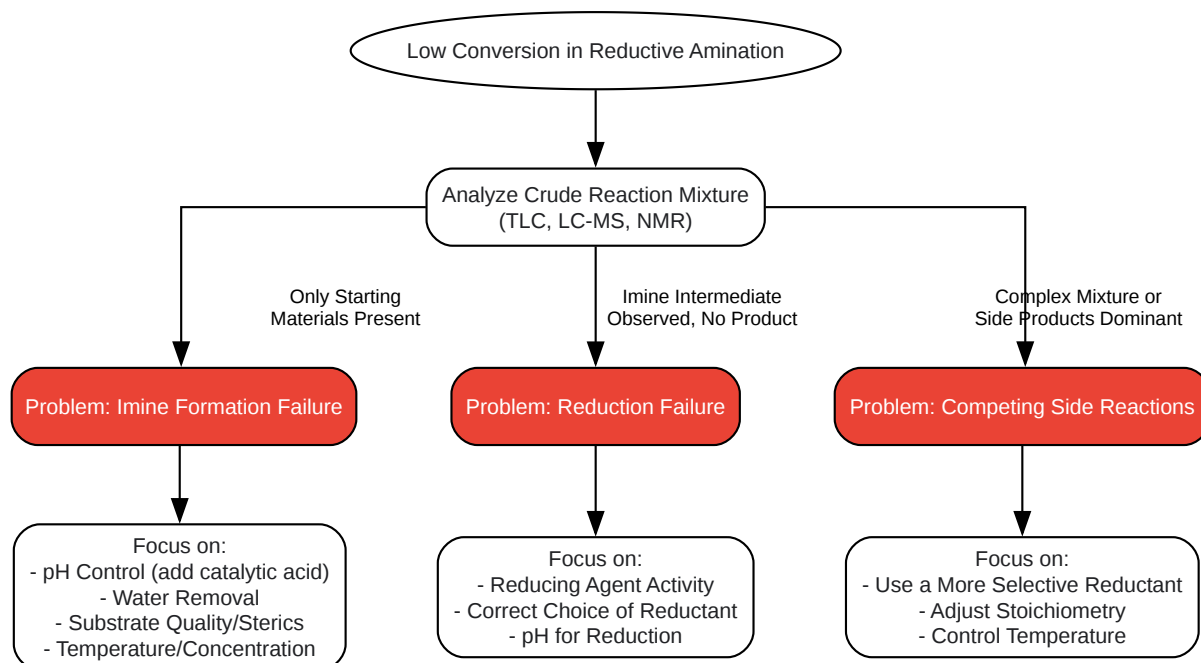 Low Conversion in Reductive Amination
Analyze Crude Reaction Mixture
(TLC, LC-MS, NMR)
Only Starting
Materials Present
Imine Intermediate
Observed, No Product
Complex Mixture or
Side Products Dominant
Problem: Imine Formation Failure
Problem: Reduction Failure
Problem: Competing Side Reactions
Focus on:
- pH Control (add catalytic acid)
- Water Removal
- Substrate Quality/Sterics
- Temperature/Concentration
Focus on:
- Reducing Agent Activity
- Correct Choice of Reductant
- pH for Reduction
Focus on:
- Use a More Selective Reductant
- Adjust Stoichiometry
- Control Temperature